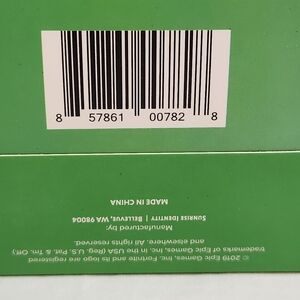 8 57861 00782 8
© 2019 Epic Games, Inc. Fortnite and its logo are registered
trademarks of Epic Games, Inc. in the USA (Reg. U.S. Pat. & Tm. Off.)
and elsewhere. All rights reserved.
Manufactured by:
SUNRISE IDENTITY | BELLEVUE, WA 98004
MADE IN CHINA